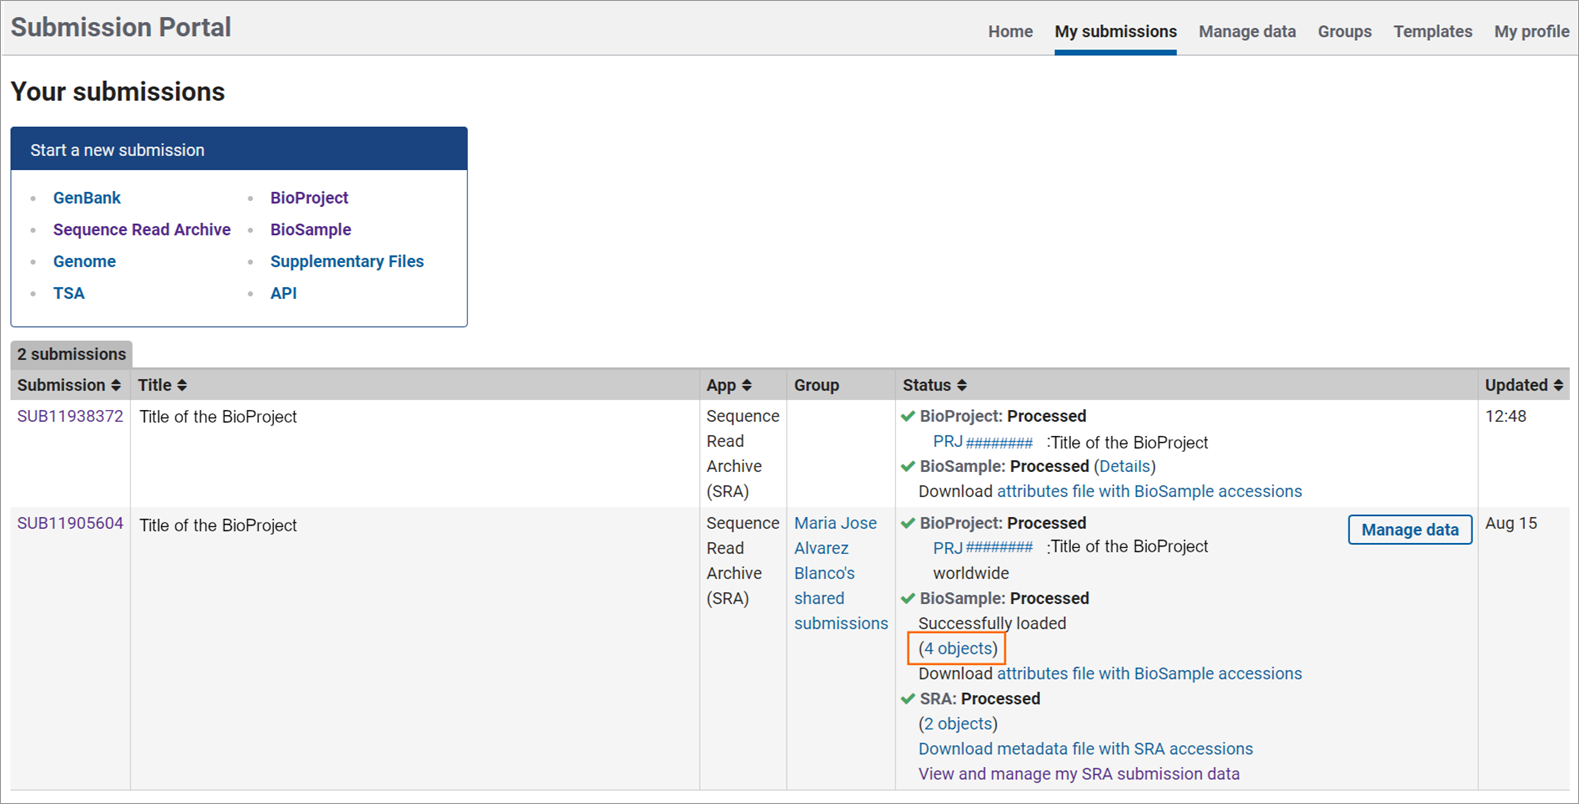 Submission Portal
Home My submissions Manage data Groups Templates My profile
Your submissions
Start a new submission
GenBank BioProject
Sequence Read Archive BioSample
Genome Supplementary Files
TSA API
2 submissions
Submission Title App Group Status Updated
SUB11938372 Title of the BioProject Sequence BioProject: Processed 12:48
Read PRJ ######## :Title of the BioProject
Archive BioSample: Processed (Details)
(SRA) Download attributes file with BioSample accessions
SUB11905604 Title of the BioProject Sequence Maria Jose BioProject: Processed Manage data Aug 15
Read Alvarez PRJ ######## :Title of the BioProject
Archive Blanco's worldwide
(SRA) shared BioSample: Processed
submissions Successfully loaded
(4 objects)
Download attributes file with BioSample accessions
SRA: Processed
(2 objects)
Download metadata file with SRA accessions
View and manage my SRA submission data